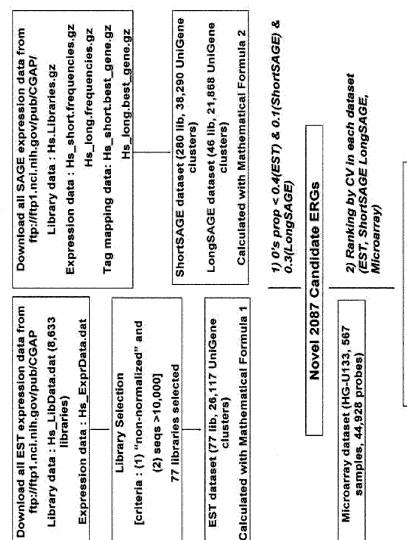 Download all EST expression data from
ftp://ftp1.nci.nih.gov/pub/CGAP
Library data : Hs_LibData.dat (8,633
libraries)
Expression data : Hs_ExprData.dat
Library Selection
[criteria : (1) "non-normalized" and
(2) seqs >10,000]
77 libraries selected
EST dataset (77 lib, 26,117 UniGene
clusters)
Calculated with Mathematical Formula 1
Download all SAGE expression data from
ftp://ftp1.nci.nih.gov/pub/CGAP/
Library data : Hs_Libraries.gz
Expression data : Hs_short.frequencies.gz
Hs_long.frequencies.gz
Tag mapping data: Hs_short.best_gene.gz
Hs_long.best_gene.gz
ShortSAGE dataset (280 lib, 38,290 UniGene
clusters)
LongSAGE dataset (46 lib, 21,868 UniGene
clusters)
Calculated with Mathematical Formula 2
1) 0's prop < 0.4(EST) & 0.1(ShortSAGE) &
0.3(LongSAGE)
Novel 2087 Candidate ERGs
Microarray dataset (HG-U133, 567
samples, 44,928 probes)
2) Ranking by CV in each dataset
(EST, ShortSAGE LongSAGE,
Microarray)